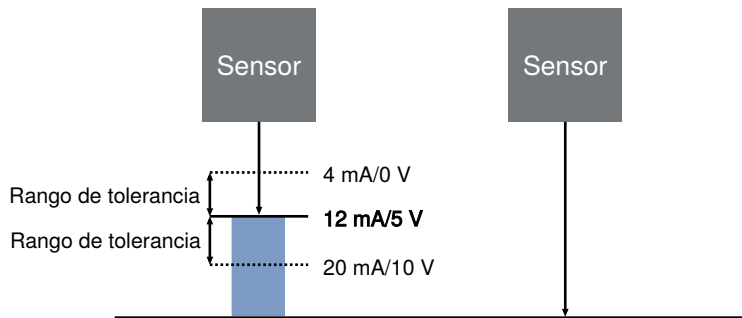 Sensor
Sensor
4 mA/0 V
Rango de tolerancia
12 mA/5 V
Rango de tolerancia
20 mA/10 V